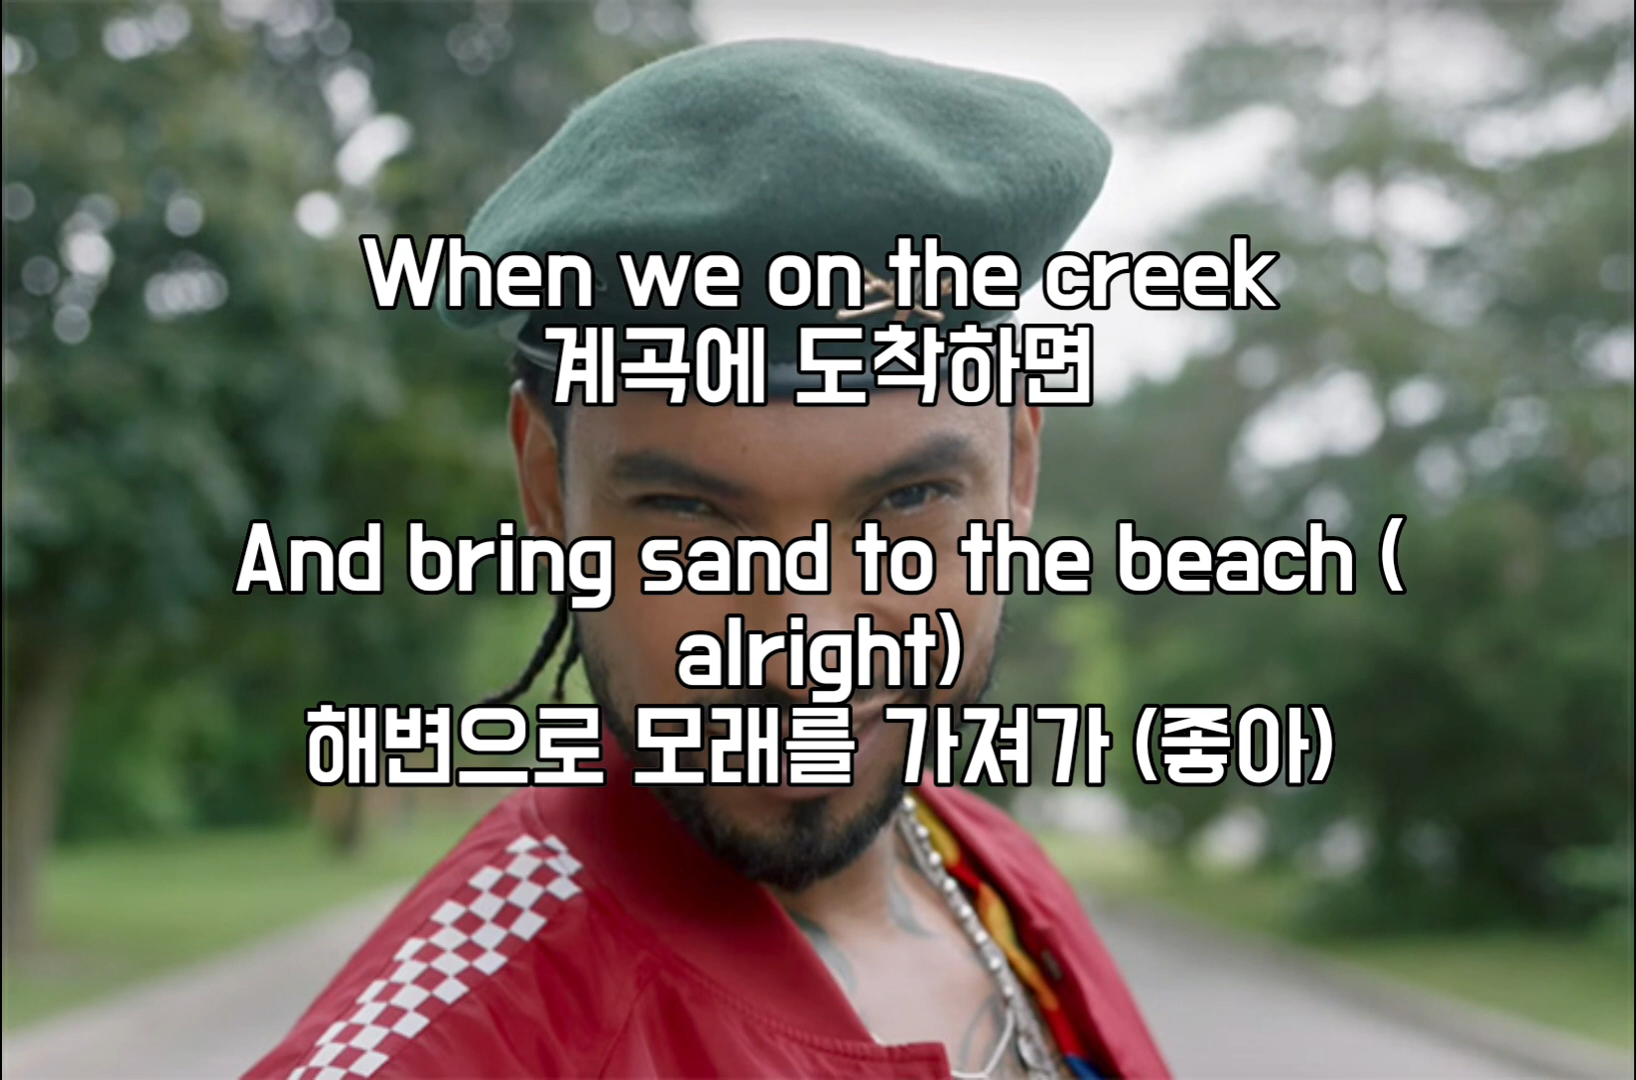 When we on the creek
계곡에 도착하면
And bring sand to the beach (
alright)
해변으로 모래를 가져가 (좋아)